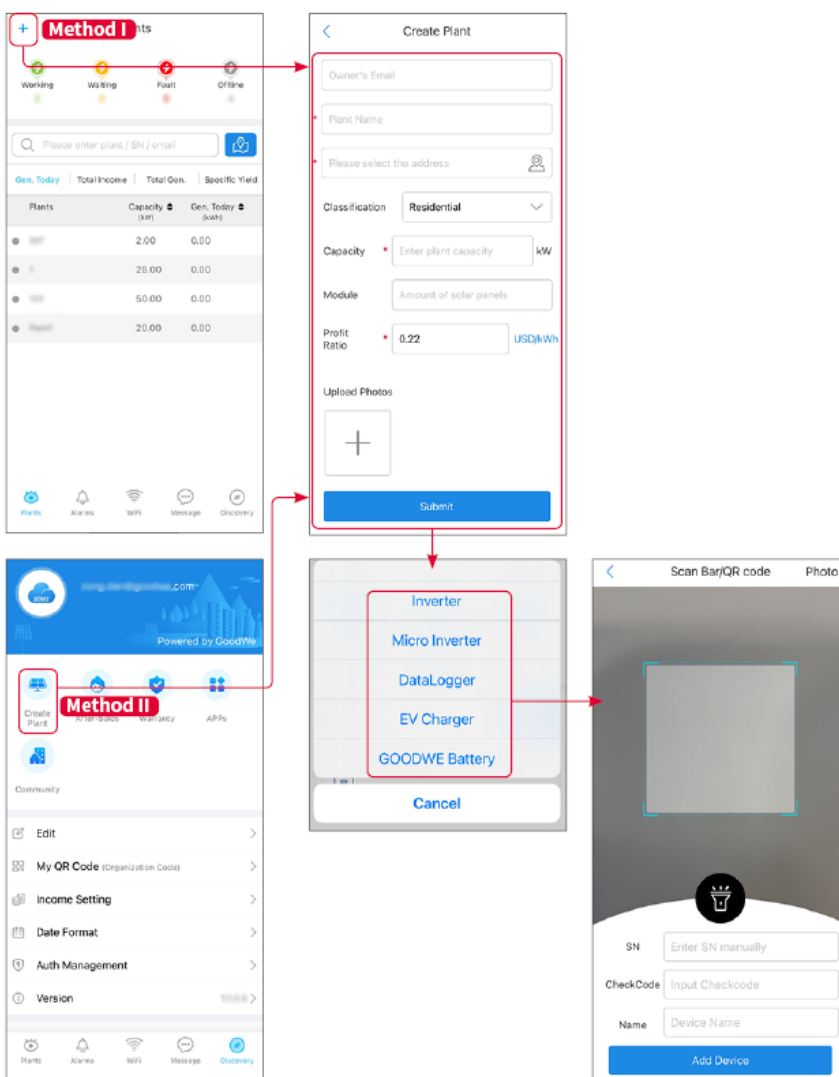 Method I
nts
Working Waiting Fault Offline
Please enter plant / SN / email
Gen. Today Total Income Total Gen. Specific Yield
Plants Capacity (kW) Gen. Today (kWh)
2.00 0.00
28.00 0.00
50.00 0.00
20.00 0.00
Plants Alarms WiFi Message Discovery
Create Plant
Owner's Email
* Plant Name
* Please select the address
Classification Residential
Capacity * Enter plant capacity kW
Module Amount of solar panels
Profit Ratio * 0.22 USD/kWh
Upload Photos
Submit
SEMS
.com
Powered by GoodWe
Method II
Create Plant After-Sales Warranty APPs
Community
Edit
My QR Code (Organization Code)
Income Setting
Date Format
Auth Management
Version
Plants Alarms WiFi Message Discovery
Inverter
Micro Inverter
DataLogger
EV Charger
GOODWE Battery
Cancel
Scan Bar/QR code Photo
SN Enter SN manually
CheckCode Input Checkcode
Name Device Name
Add Device